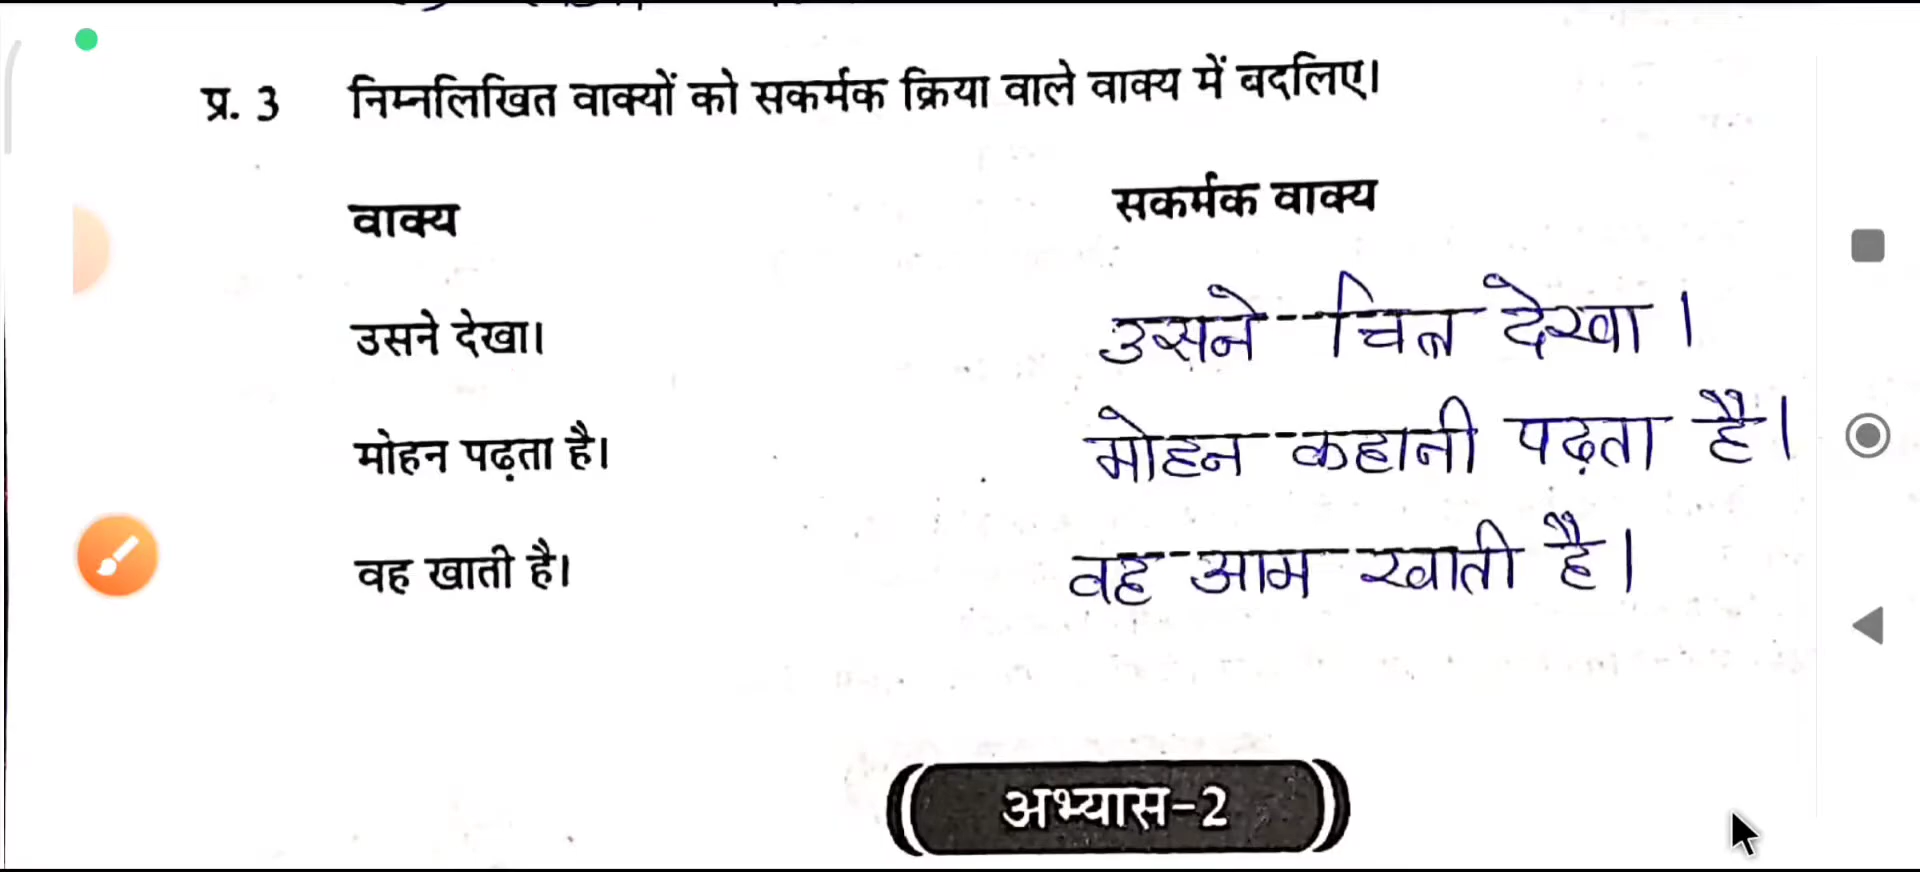 प्र. 3 निम्नलिखित वाक्यों को सकर्मक क्रिया वाले वाक्य में बदलिए।
वाक्य सकर्मक वाक्य
उसने देखा। उसने चित्र देखा।
मोहन पढ़ता है। मोहन कहानी पढ़ता है।
वह खाती है। वह आम खाती है।
अभ्यास-2